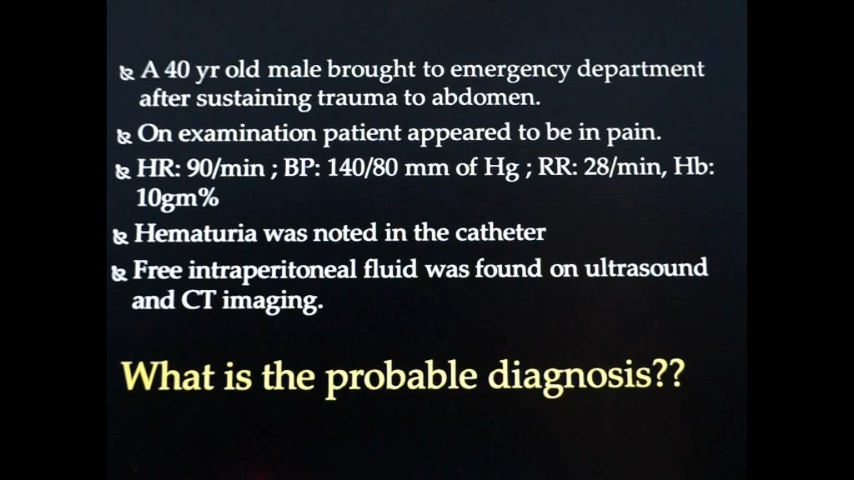 A 40 yr old male brought to emergency department
after sustaining trauma to abdomen.
On examination patient appeared to be in pain.
HR: 90/min ; BP: 140/80 mm of Hg ; RR: 28/min, Hb:
10gm%
Hematuria was noted in the catheter
Free intraperitoneal fluid was found on ultrasound
and CT imaging.
What is the probable diagnosis??